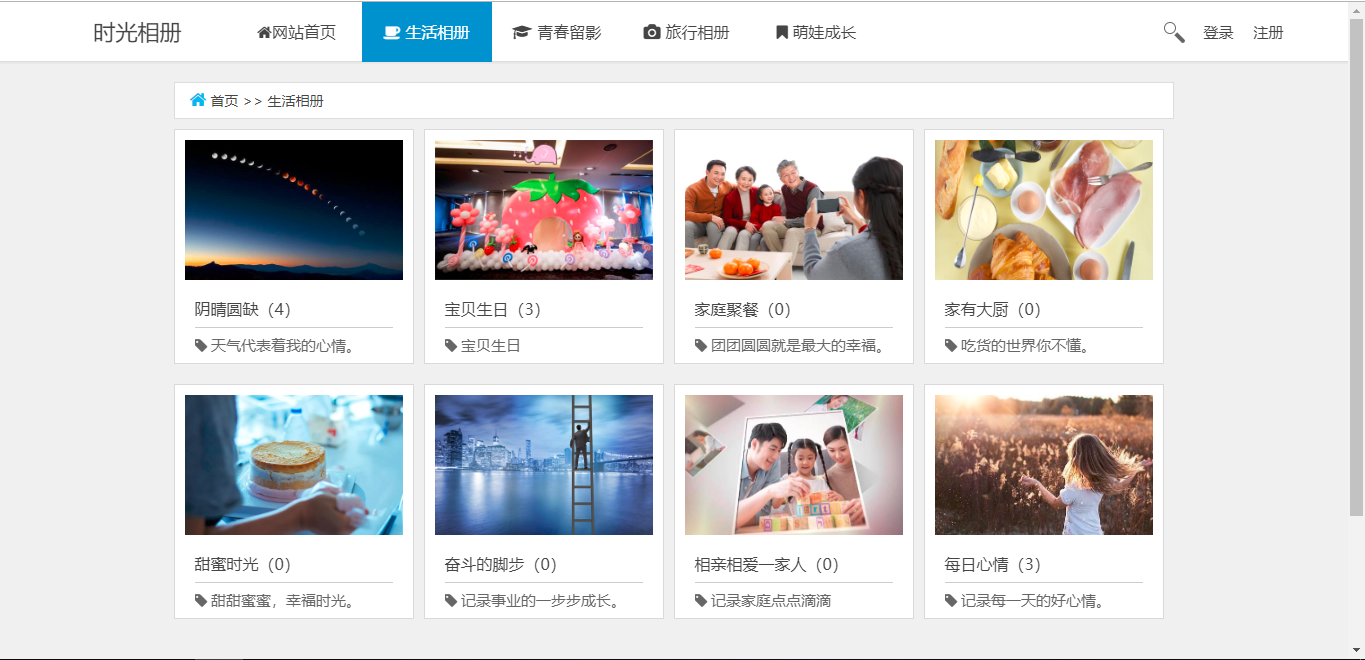 时光相册 网站首页 生活相册 青春留影 旅行相册 萌娃成长 登录 注册
首页 >> 生活相册
阴晴圆缺（4） 宝贝生日（3） 家庭聚餐（0） 家有大厨（0）
天气代表着我的心情。 宝贝生日 团团圆圆就是最大的幸福。 吃货的世界你不懂。
甜蜜时光（0） 奋斗的脚步（0） 相亲相爱一家人（0） 每日心情（3）
甜甜蜜蜜，幸福时光。 记录事业的一步步成长。 记录家庭点点滴滴 记录每一天的好心情。